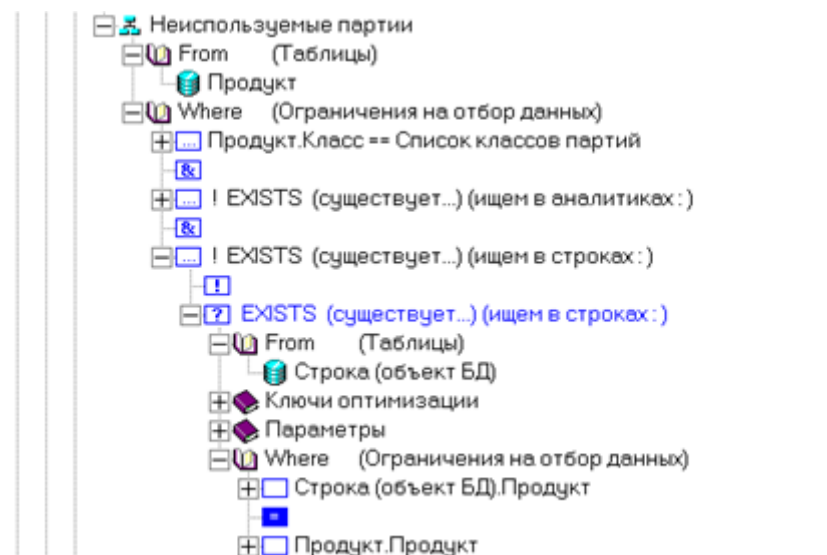 Неиспользуемые партии
From (Таблицы)
Продукт
Where (Ограничения на отбор данных)
... Продукт.Класс == Список классов партий
&
... ! EXISTS (существует...) (ищем в аналитиках : )
&
... ! EXISTS (существует...) (ищем в строках : )
!
? EXISTS (существует...) (ищем в строках : )
From (Таблицы)
Строка (объект БД)
Ключи оптимизации
Параметры
Where (Ограничения на отбор данных)
Строка (объект БД).Продукт
=
Продукт.Продукт